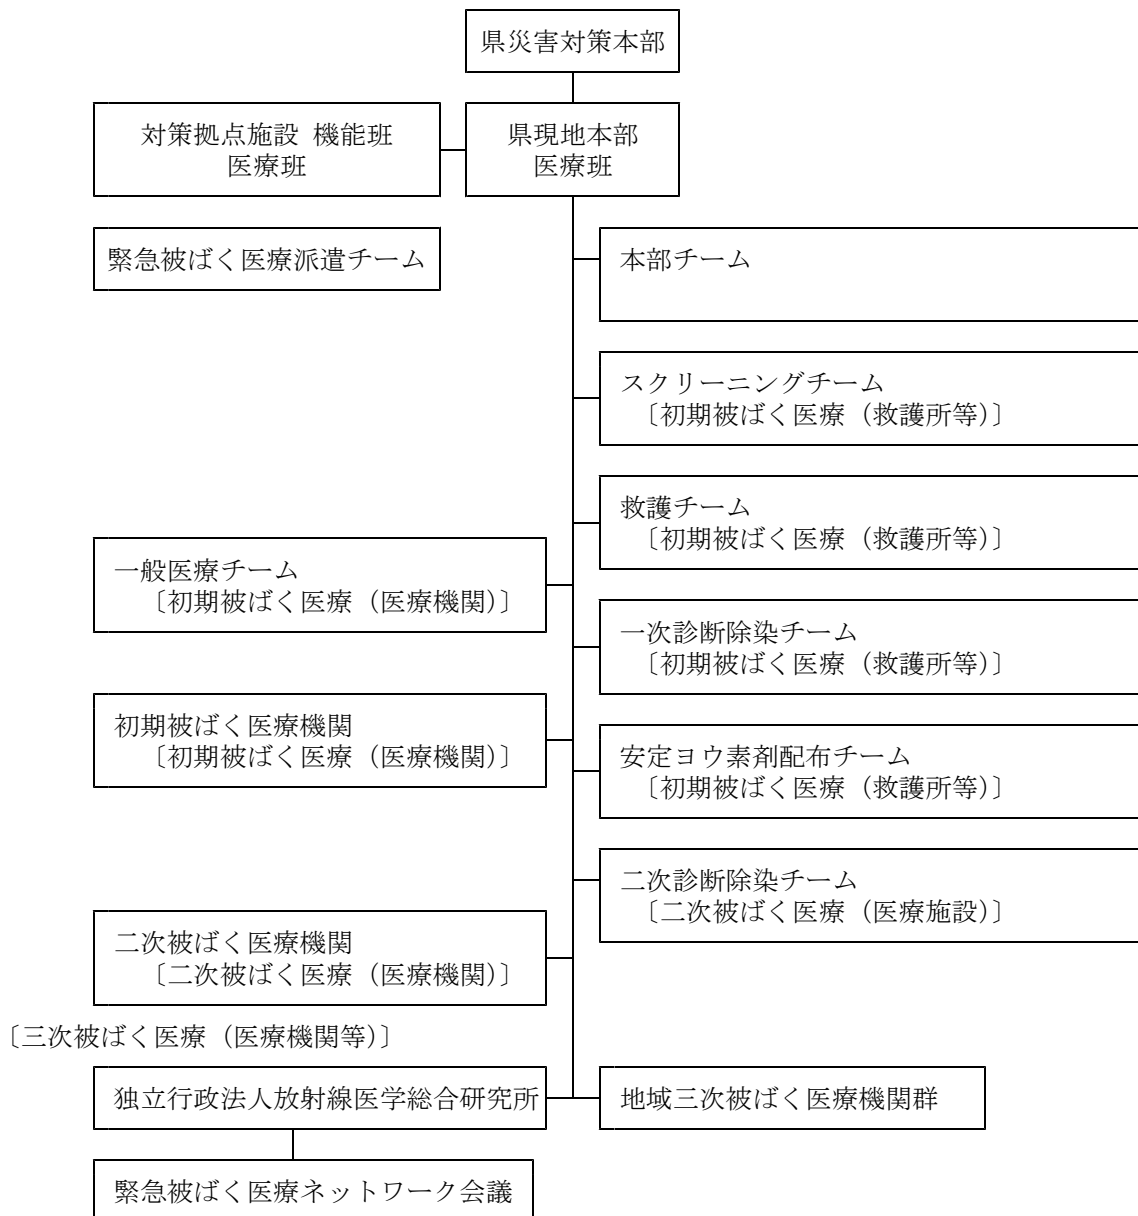 県災害対策本部
対策拠点施設 機能班
医療班
県現地本部
医療班
緊急被ばく医療派遣チーム
本部チーム
スクリーニングチーム
〔初期被ばく医療（救護所等）〕
救護チーム
〔初期被ばく医療（救護所等）〕
一般医療チーム
〔初期被ばく医療（医療機関）〕
一次診断除染チーム
〔初期被ばく医療（救護所等）〕
初期被ばく医療機関
〔初期被ばく医療（医療機関）〕
安定ヨウ素剤配布チーム
〔初期被ばく医療（救護所等）〕
二次診断除染チーム
〔二次被ばく医療（医療施設）〕
二次被ばく医療機関
〔二次被ばく医療（医療機関）〕
〔三次被ばく医療（医療機関等）〕
独立行政法人放射線医学総合研究所
地域三次被ばく医療機関群
緊急被ばく医療ネットワーク会議